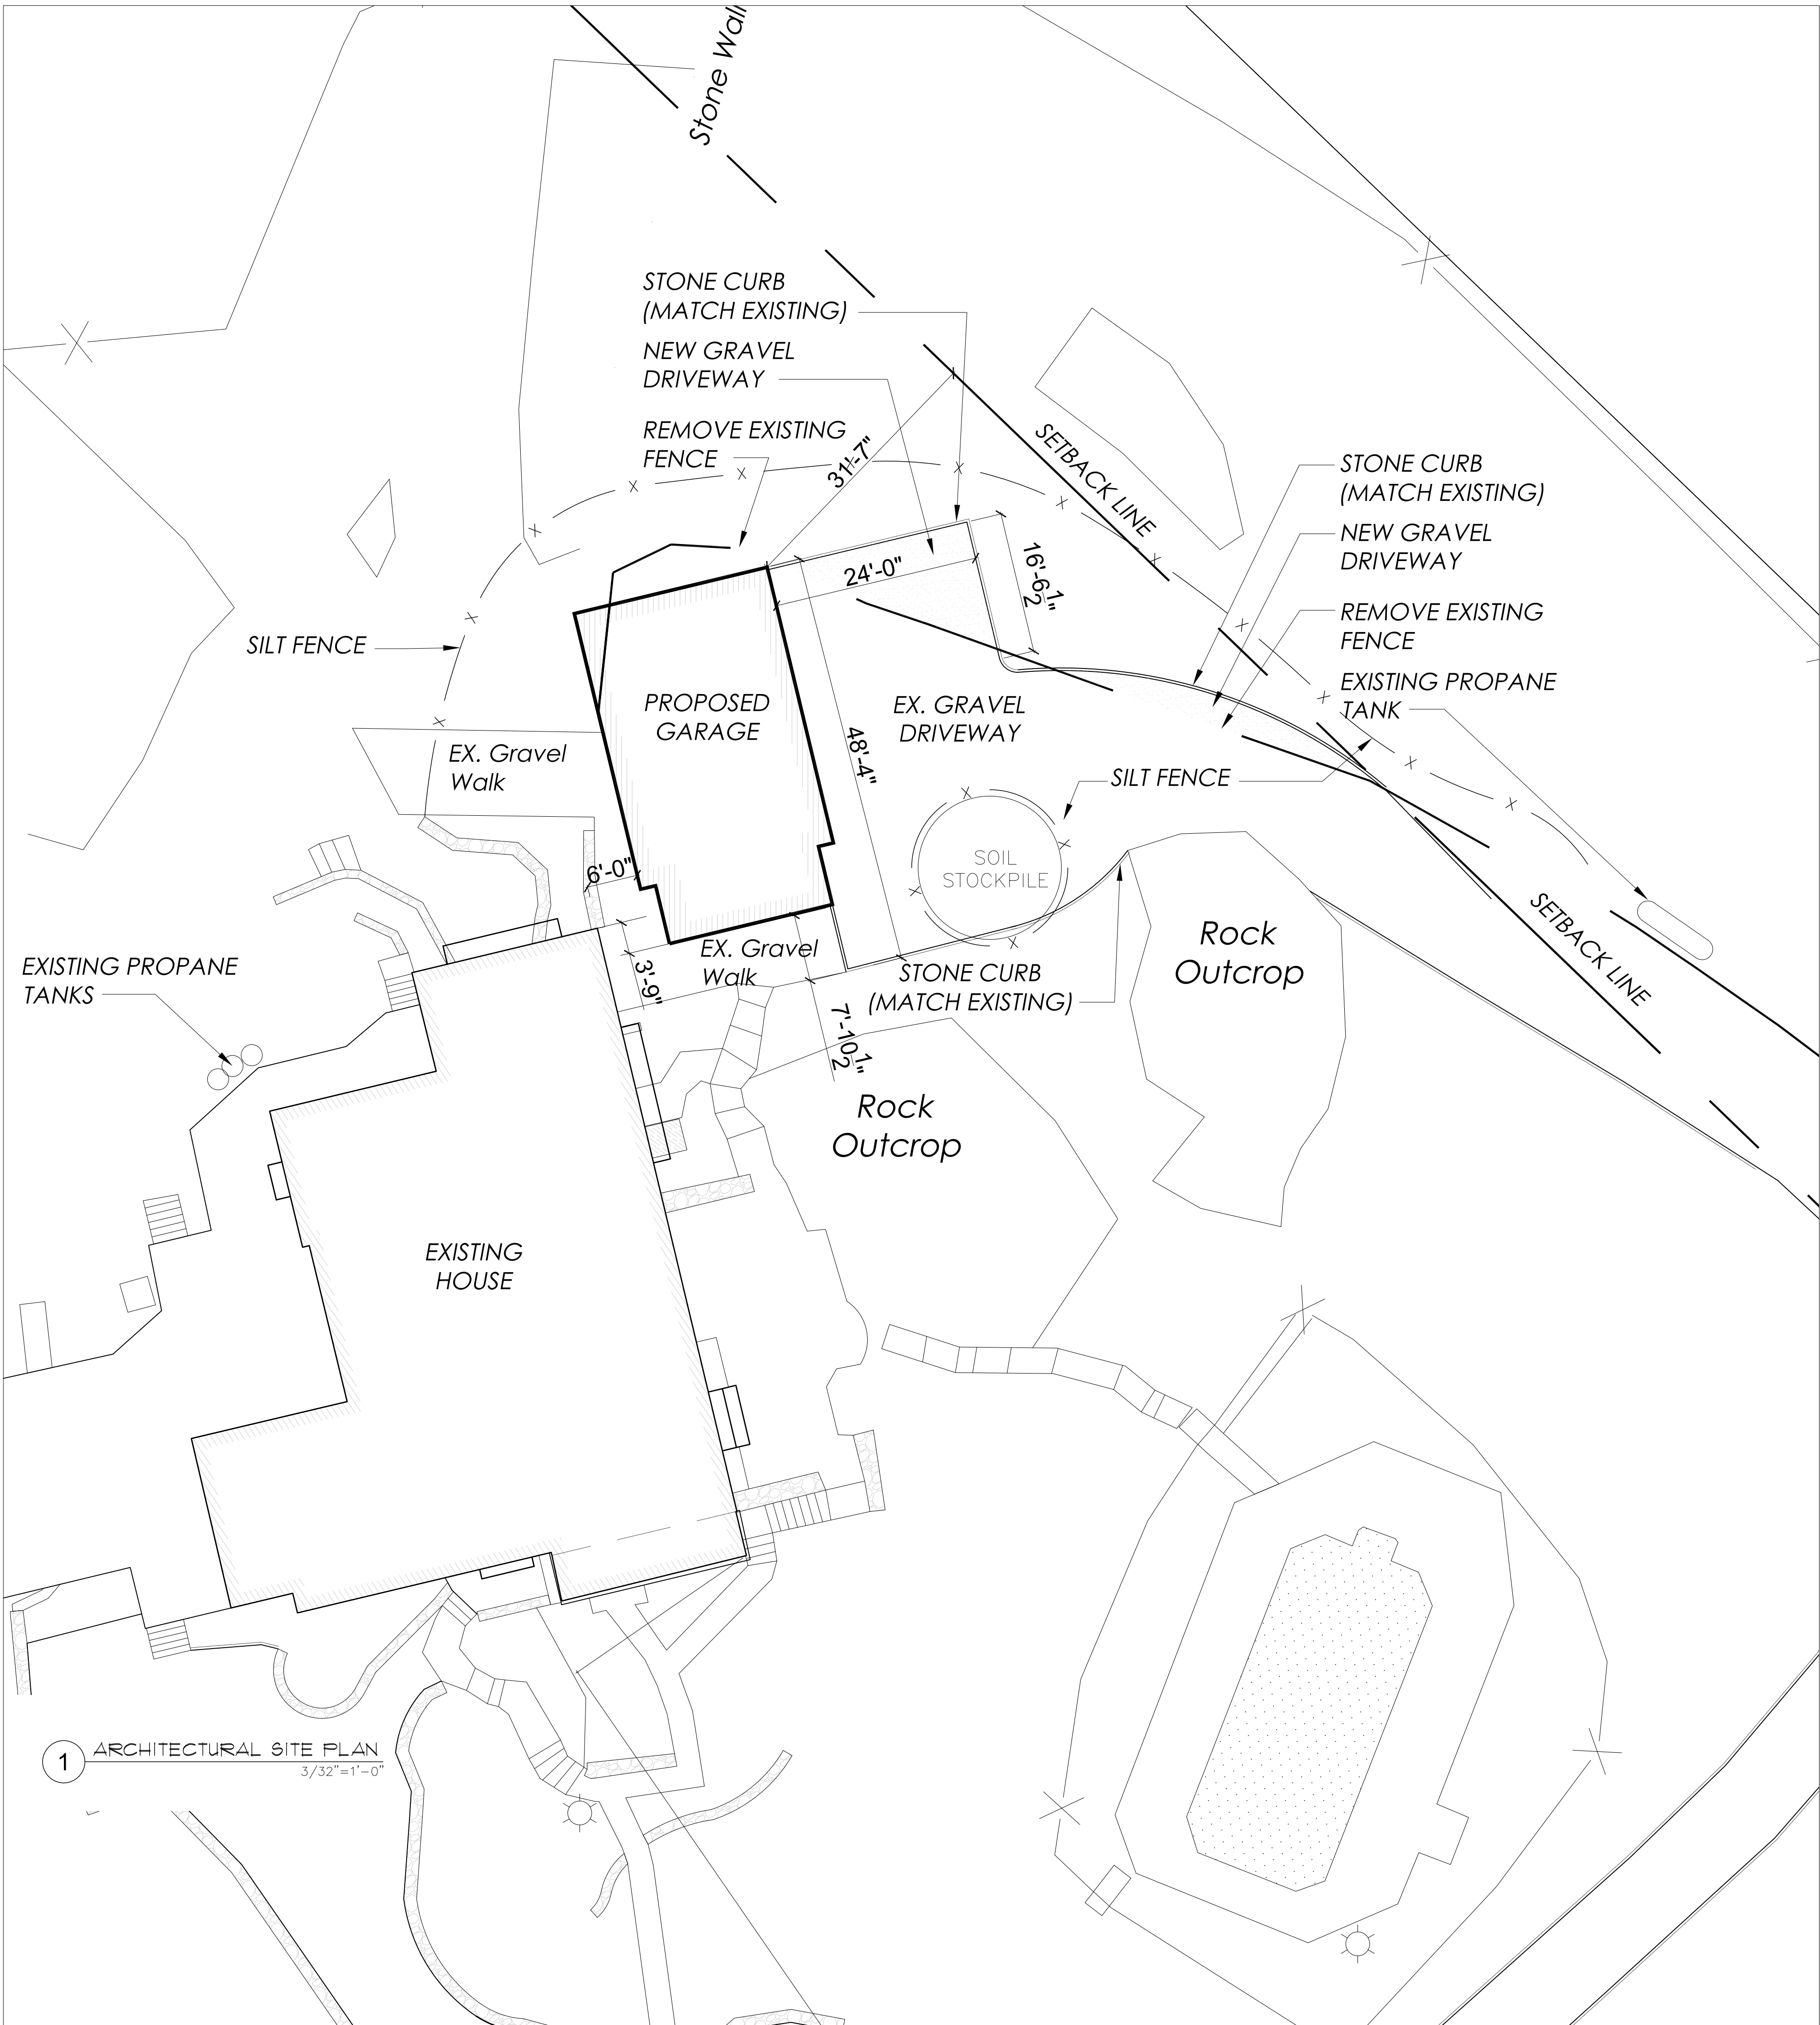 Stone Wall
STONE CURB
(MATCH EXISTING)
NEW GRAVEL
DRIVEWAY
REMOVE EXISTING
FENCE
31'-7"
SETBACK LINE
STONE CURB
(MATCH EXISTING)
NEW GRAVEL
DRIVEWAY
REMOVE EXISTING
FENCE
EXISTING PROPANE
TANK
24'-0"
16'-6 1/2"
SILT FENCE
PROPOSED
GARAGE
EX. GRAVEL
DRIVEWAY
48'-4"
EX. Gravel
Walk
SILT FENCE
SOIL
STOCKPILE
6'-0"
SETBACK LINE
Rock
Outcrop
EX. Gravel
Walk
3'-9"
STONE CURB
(MATCH EXISTING)
7'-10 1/2"
EXISTING PROPANE
TANKS
Rock
Outcrop
EXISTING
HOUSE
1
ARCHITECTURAL SITE PLAN
3/32"=1'-0"